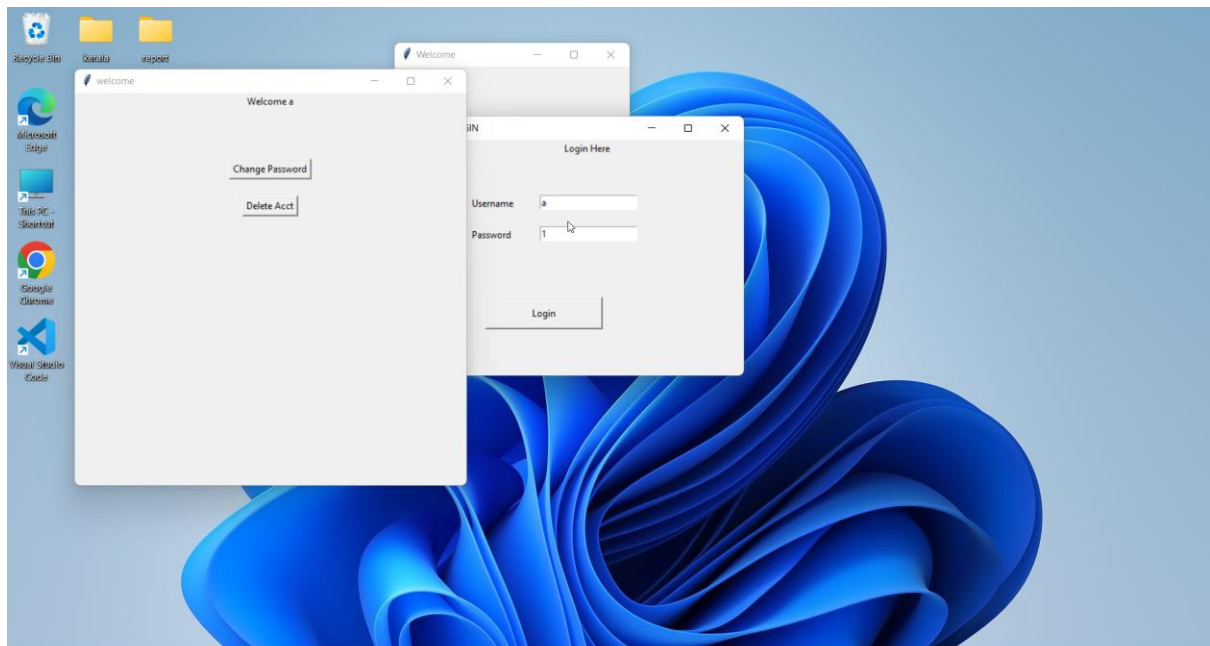 Recycle Bin
kerala
report
Microsoft
Edge
This PC -
Shortcut
Google
Chrome
Visual Studio
Code
Welcome
welcome
Welcome a
Change Password
Delete Acct
Login Here
Username
a
Password
1
Login